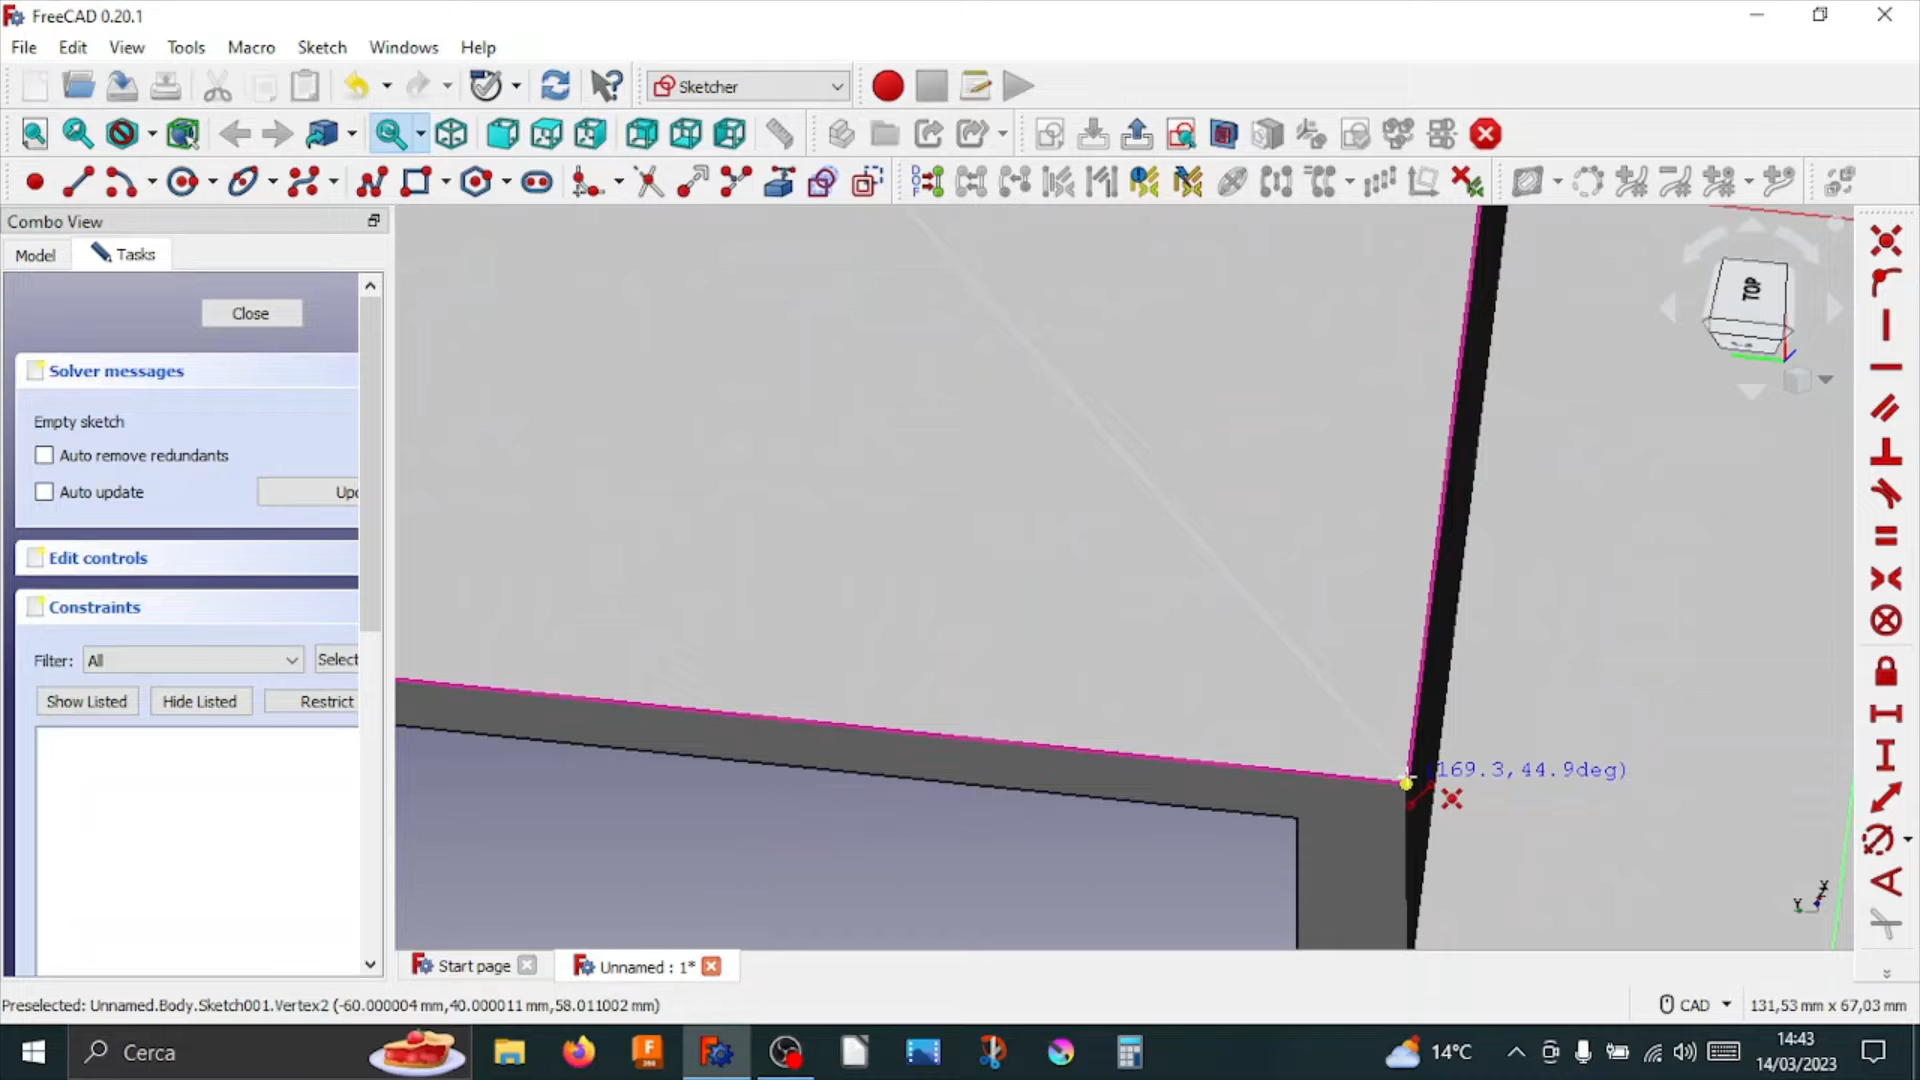 FreeCAD 0.20.1
File Edit View Tools Macro Sketch Windows Help
Sketcher
Combo View
Model Tasks
Close
Solver messages
Empty sketch
Auto remove redundants
Auto update Upd
Edit controls
Constraints
Filter: All Select
Show Listed Hide Listed Restrict
TOP
169.3,44.9deg)
Y X
Start page Unnamed : 1*
Preselected: Unnamed.Body.Sketch001.Vertex2 (-60.000004 mm,40.000011 mm,58.011002 mm)
CAD 131,53 mm x 67,03 mm
Cerca
14°C
14:43
14/03/2023